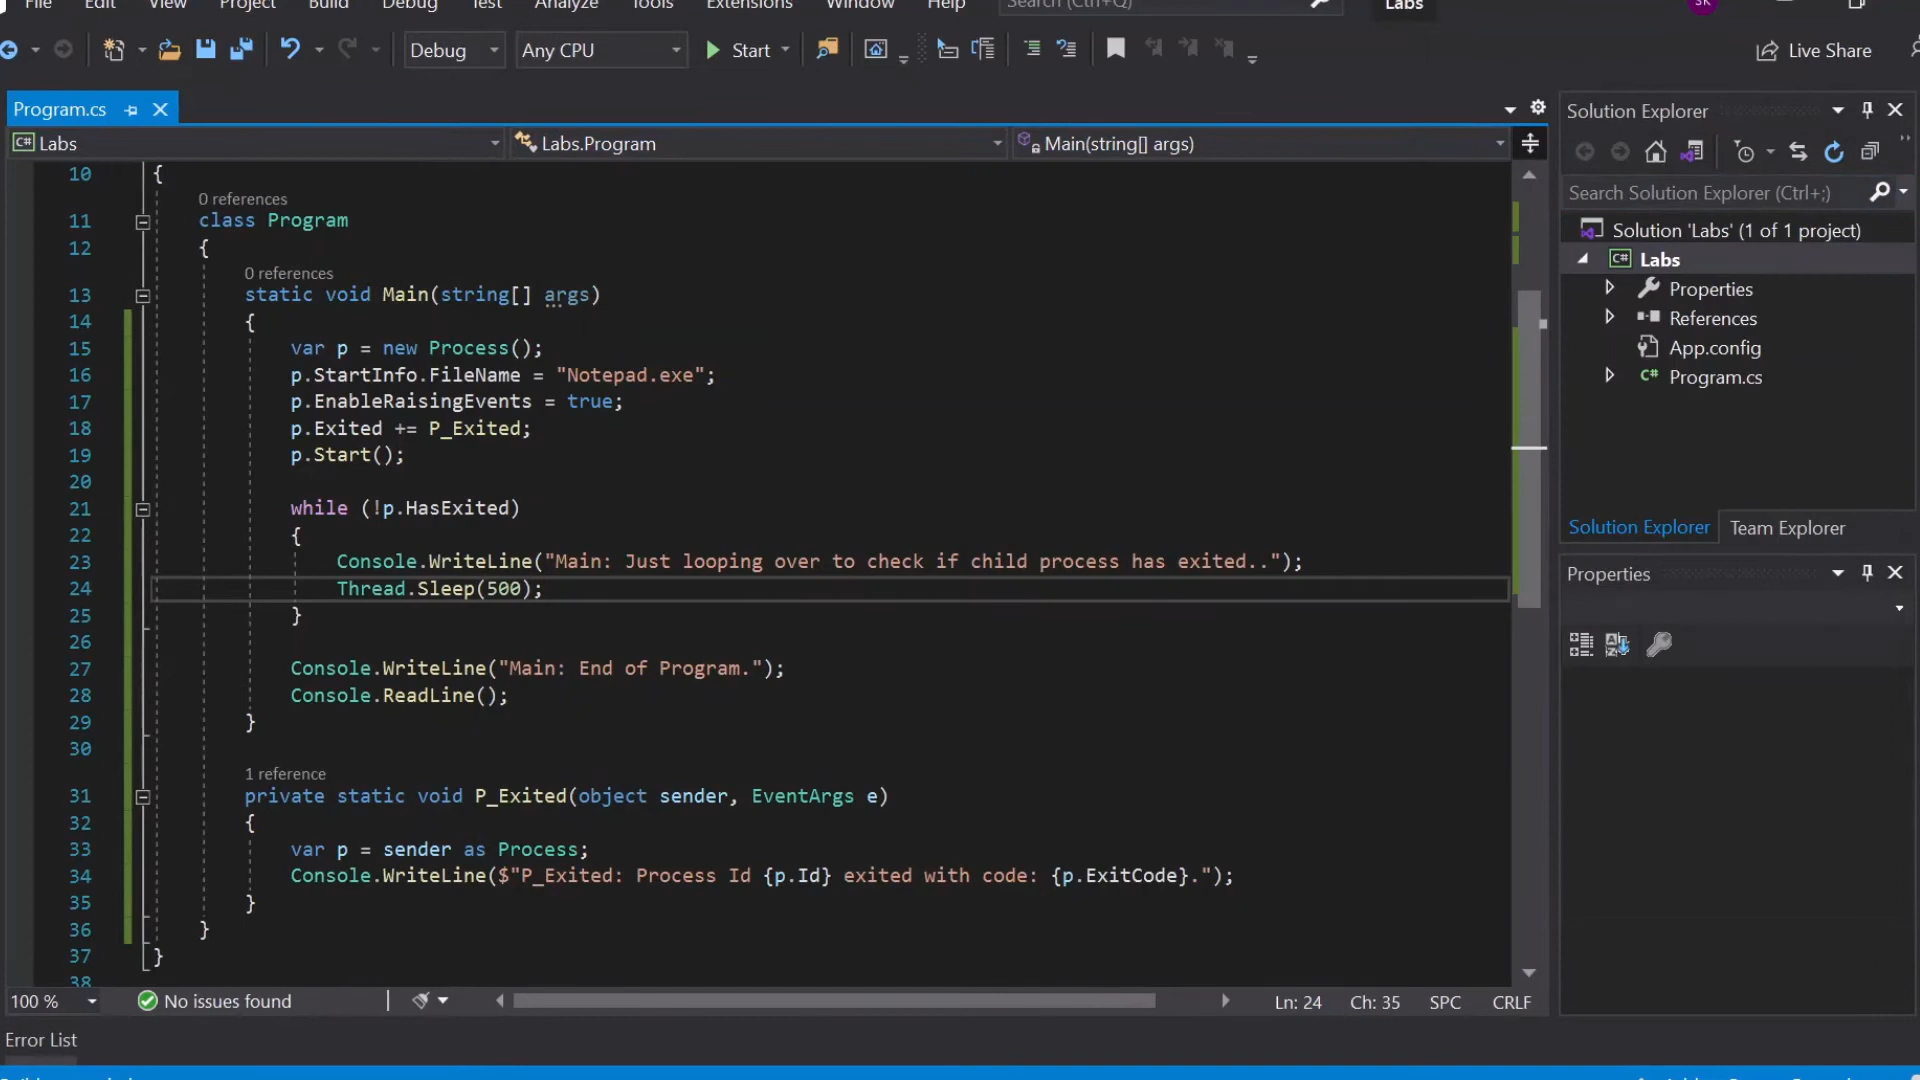 File Edit View Project Build Debug Test Analyze Tools Extensions Window Help Search (Ctrl+Q) Labs SK
Debug Any CPU Start Live Share
Program.cs
C# Labs Labs.Program Main(string[] args)
10 {
0 references
11 class Program
12 {
0 references
13 static void Main(string[] args)
14 {
15 var p = new Process();
16 p.StartInfo.FileName = "Notepad.exe";
17 p.EnableRaisingEvents = true;
18 p.Exited += P_Exited;
19 p.Start();
20
21 while (!p.HasExited)
22 {
23 Console.WriteLine("Main: Just looping over to check if child process has exited..");
24 Thread.Sleep(500);
25 }
26
27 Console.WriteLine("Main: End of Program.");
28 Console.ReadLine();
29 }
30
1 reference
31 private static void P_Exited(object sender, EventArgs e)
32 {
33 var p = sender as Process;
34 Console.WriteLine($"P_Exited: Process Id {p.Id} exited with code: {p.ExitCode}.");
35 }
36 }
37 }
38
100 % No issues found Ln: 24 Ch: 35 SPC CRLF
Error List
Solution Explorer
Search Solution Explorer (Ctrl+;)
Solution 'Labs' (1 of 1 project)
C# Labs
Properties
References
App.config
C# Program.cs
Solution Explorer Team Explorer
Properties